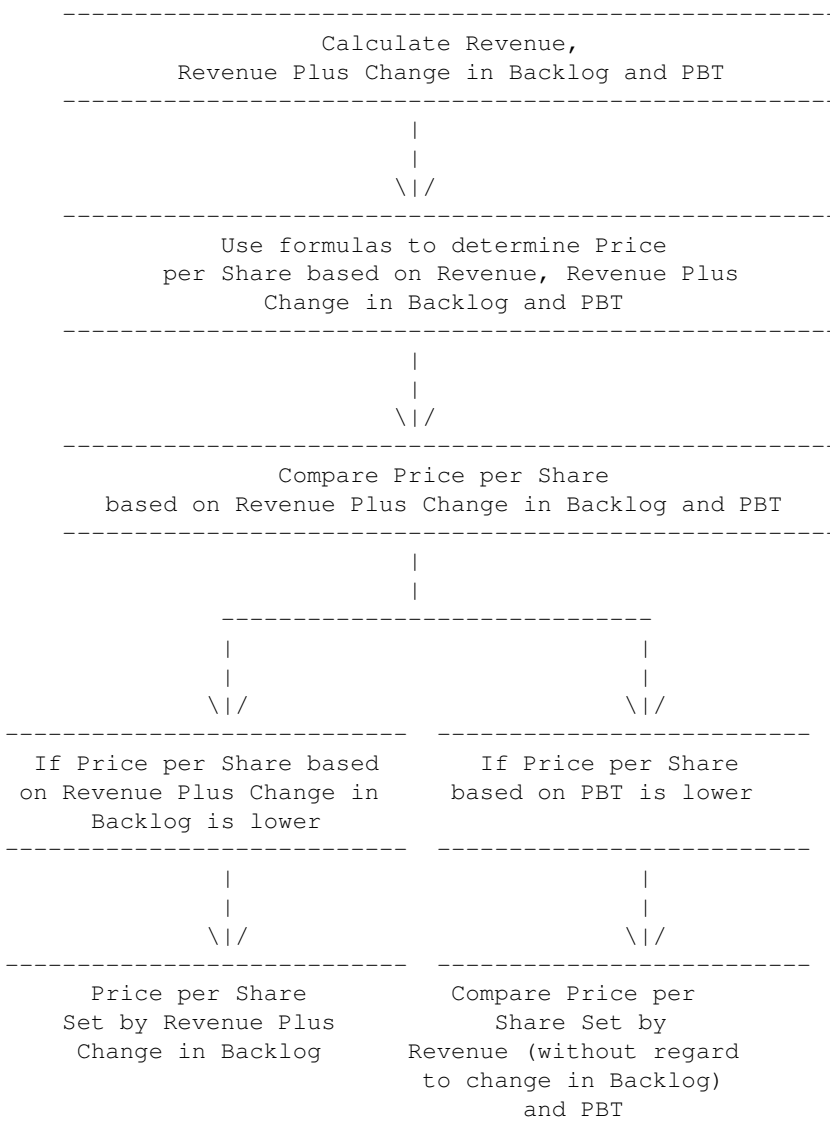 Calculate Revenue,
Revenue Plus Change in Backlog and PBT
Use formulas to determine Price
per Share based on Revenue, Revenue Plus
Change in Backlog and PBT
Compare Price per Share
based on Revenue Plus Change in Backlog and PBT
If Price per Share based
on Revenue Plus Change in
Backlog is lower
If Price per Share
based on PBT is lower
Price per Share
Set by Revenue Plus
Change in Backlog
Compare Price per
Share Set by
Revenue (without regard
to change in Backlog)
and PBT